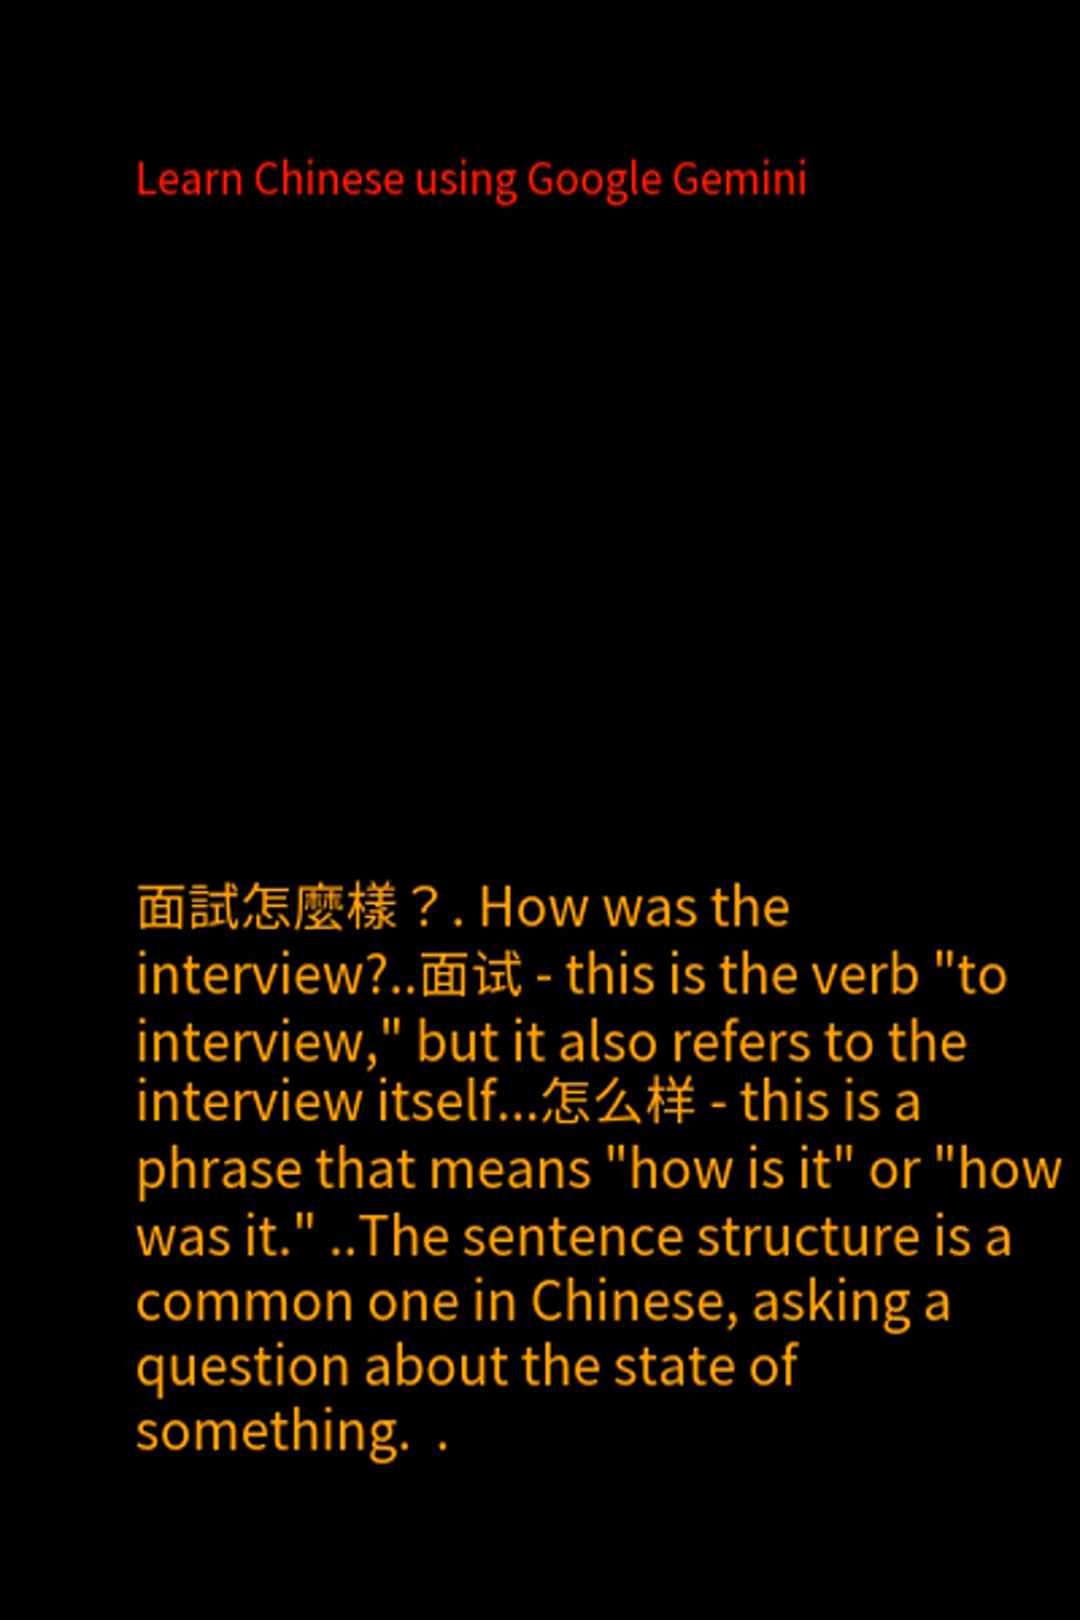 Learn Chinese using Google Gemini
面試怎麼樣？. How was the
interview?..面试 - this is the verb "to
interview," but it also refers to the
interview itself...怎么样 - this is a
phrase that means "how is it" or "how
was it." ..The sentence structure is a
common one in Chinese, asking a
question about the state of
something.  .